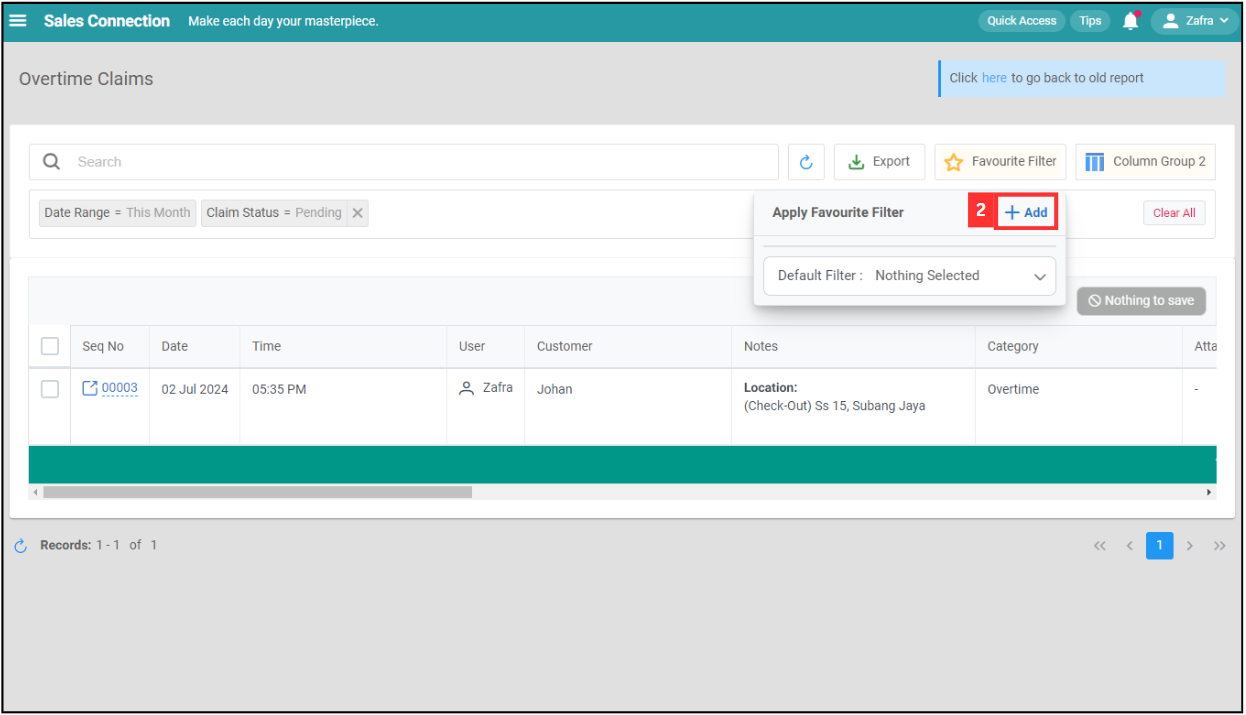 Sales Connection Make each day your masterpiece. Quick Access Tips Zafra
Overtime Claims
Click here to go back to old report
Search Export Favourite Filter Column Group 2
Date Range = This Month Claim Status = Pending Apply Favourite Filter 2 + Add Clear All
Default Filter : Nothing Selected
Nothing to save
Seq No Date Time User Customer Notes Category Atta
00003 02 Jul 2024 05:35 PM Zafra Johan Location: Overtime -
(Check-Out) Ss 15, Subang Jaya
Records: 1 - 1 of 1 << < 1 > >>